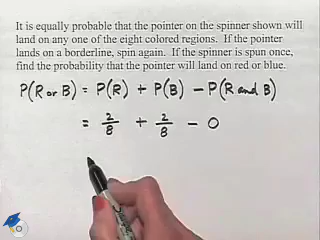 It is equally probable that the pointer on the spinner shown will
land on any one of the eight colored regions. If the pointer
lands on a borderline, spin again. If the spinner is spun once,
find the probability that the pointer will land on red or blue.
P(R or B) = P(R) + P(B) - P(R and B)
= 2/8 + 2/8 - 0